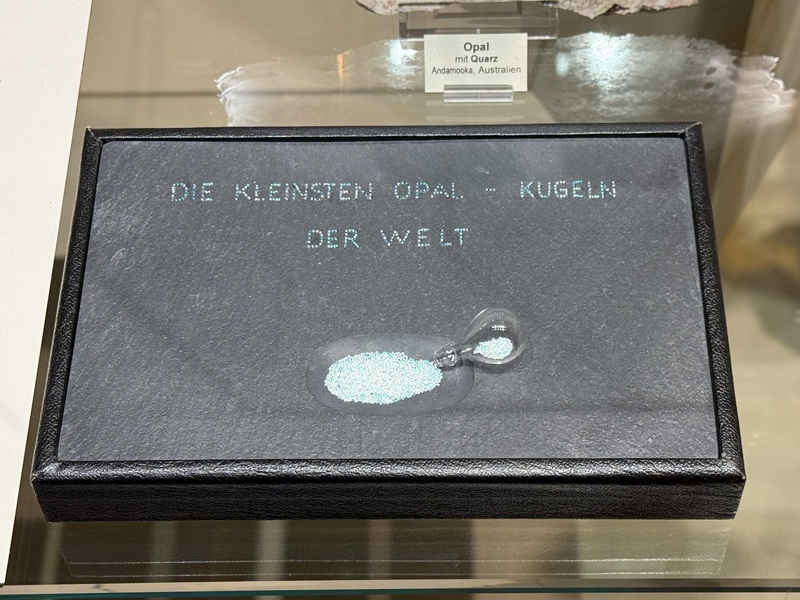 Opal
mit Quarz
Andamooka, Australien
DIE KLEINSTEN OPAL - KUGELN
DER WELT